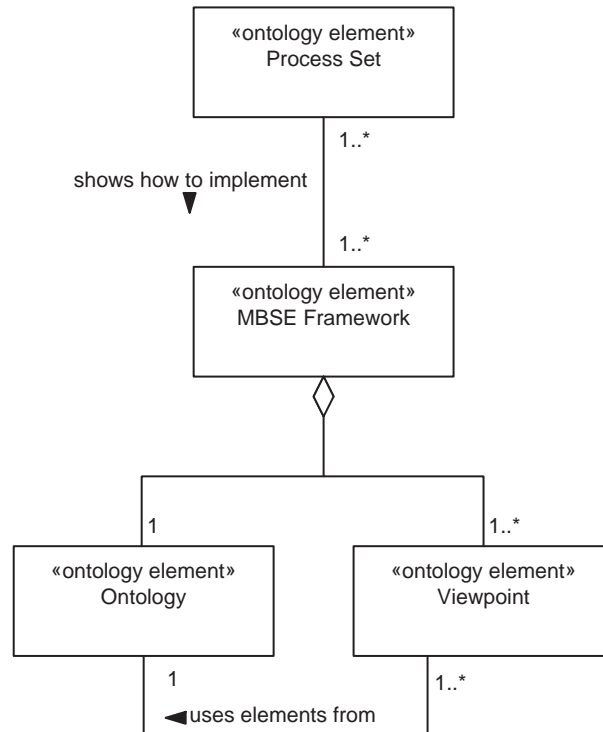 «ontology element»
Process Set
1..*
shows how to implement
1..*
«ontology element»
MBSE Framework
1
1..*
«ontology element»
Ontology
«ontology element»
Viewpoint
1
1..*
uses elements from